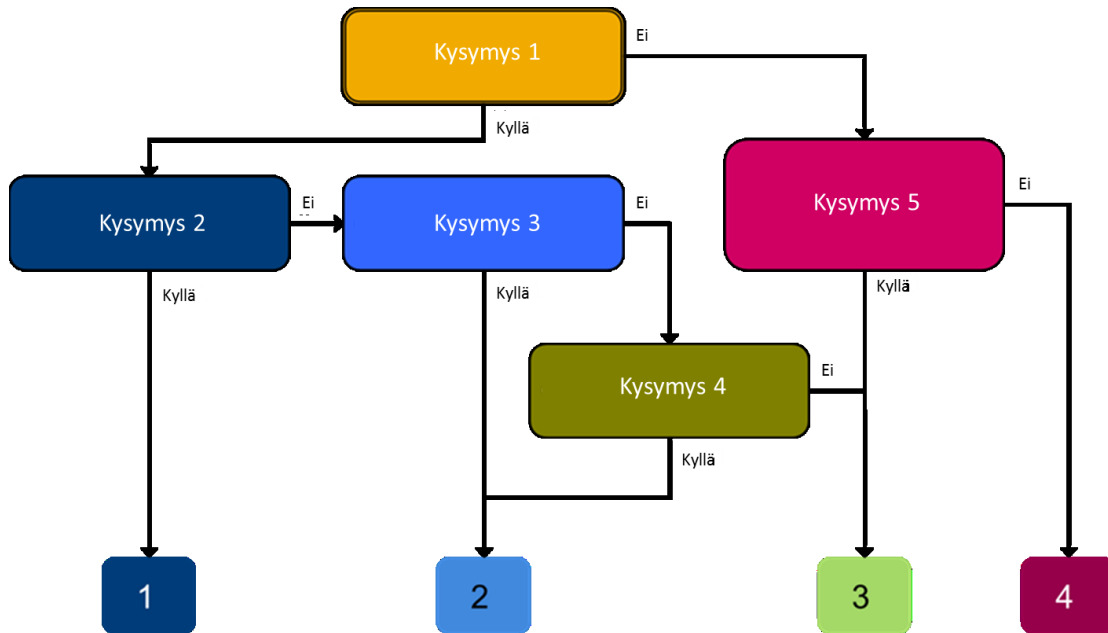 Kysymys 1
Ei
Kyllä
Kysymys 2
Ei
Kysymys 3
Ei
Kysymys 5
Ei
Kyllä
Kyllä
Kyllä
Kysymys 4
Ei
Kyllä
1
2
3
4